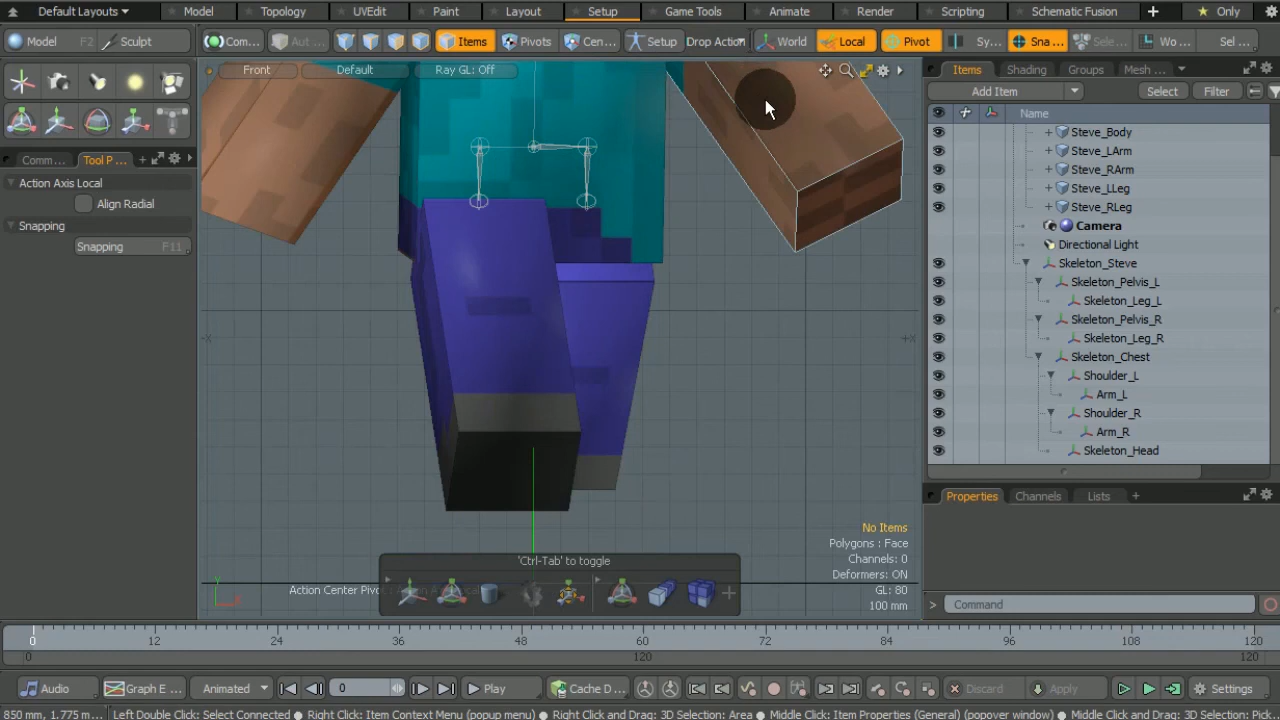 Default Layouts Model Topology UVEdit Paint Layout Setup Game Tools Animate Render Scripting Schematic Fusion + Only
Model F2 Sculpt Com... Aut ... Items Pivots Cen... Setup Drop Action World Local Pivot Sy... Sna ... Sele... Wo ... Sel ...
Front Default Ray GL: Off
Items Shading Groups Mesh ...
Add Item Select Filter
Name
Steve_Body
Steve_LArm
Steve_RArm
Steve_LLeg
Steve_RLeg
Camera
Directional Light
Skeleton_Steve
Skeleton_Pelvis_L
Skeleton_Leg_L
Skeleton_Pelvis_R
Skeleton_Leg_R
Skeleton_Chest
Shoulder_L
Arm_L
Shoulder_R
Arm_R
Skeleton_Head
Comm... Tool P...
Action Axis Local
Align Radial
Snapping
Snapping F11
Properties Channels Lists +
No Items
Polygons : Face
Channels: 0
Deformers: ON
GL: 80
100 mm
'Ctrl-Tab' to toggle
Action Center Piv
-X
+X
Y
X
> Command
0 12 24 36 48 60 72 84 96 108 120
0 120 120
Audio Graph E ... Animated 0 Play Cache D... Discard Apply Settings
850 mm, 1.775 m... Left Double Click: Select Connected ● Right Click: Item Context Menu (popup menu) ● Right Click and Drag: 3D Selection: Area ● Middle Click: Item Properties (General) (popover window) ● Middle Click and Drag: 3D Selection: Pick